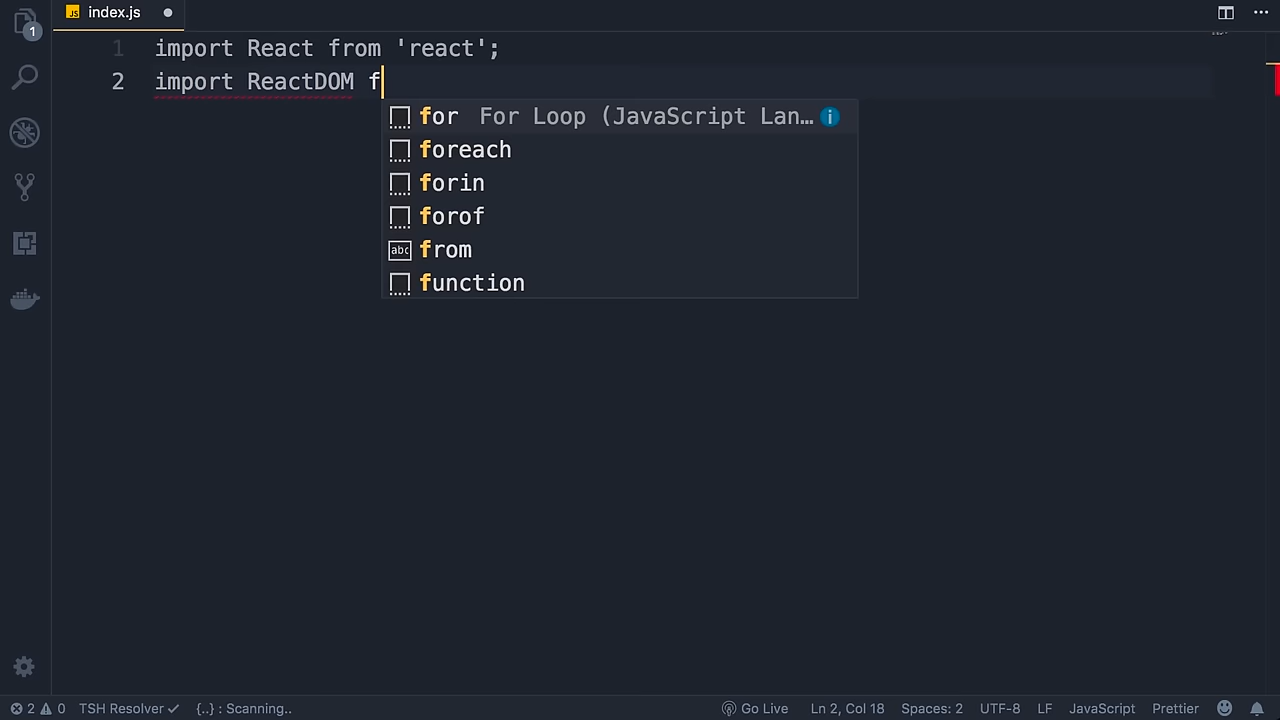 index.js
1
1 import React from 'react';
2 import ReactDOM f
for For Loop (JavaScript Lan…
foreach
forin
forof
abc from
function
2 0 TSH Resolver ✓ {..} : Scanning.. Go Live Ln 2, Col 18 Spaces: 2 UTF-8 LF JavaScript Prettier